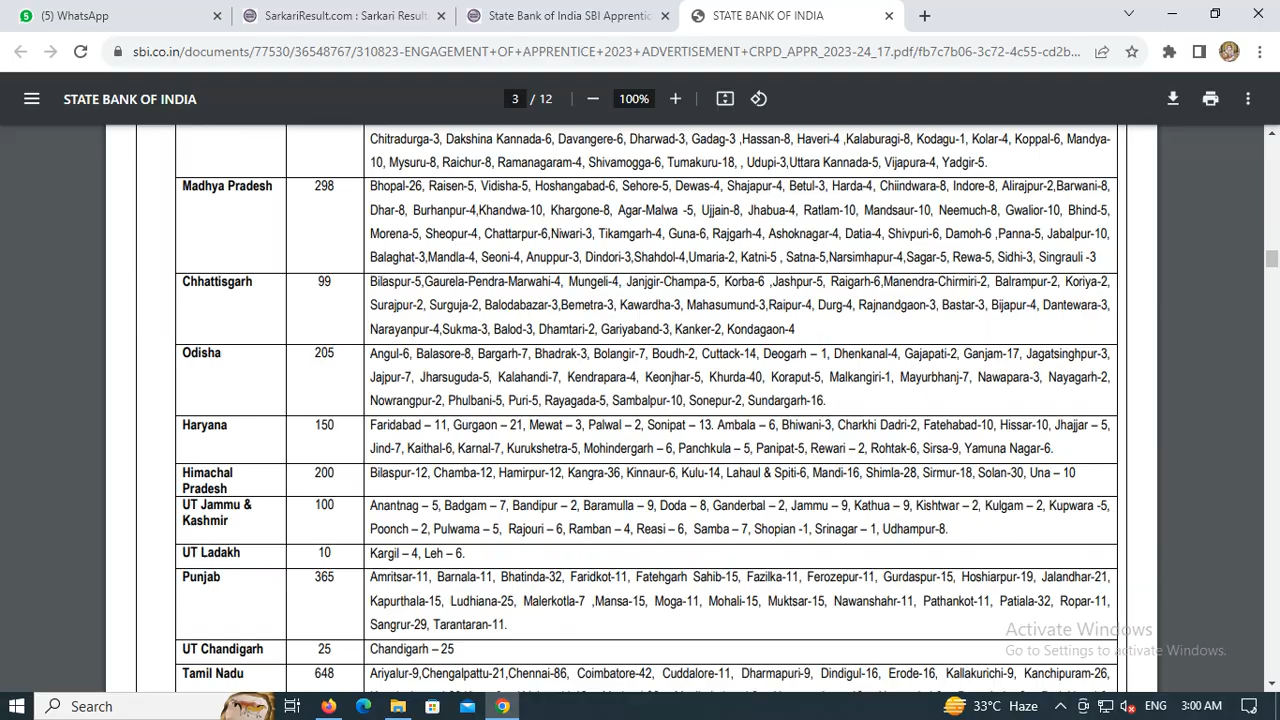 (5) WhatsApp
SarkariResult.com : Sarkari Result
State Bank of India SBI Apprentic
STATE BANK OF INDIA
sbi.co.in/documents/77530/36548767/310823-ENGAGEMENT+OF+APPRENTICE+2023+ADVERTISEMENT+CRPD_APPR_2023-24_17.pdf/fb7c7b06-3c72-4c55-cd2b...
STATE BANK OF INDIA
3 / 12
100%
Chitradurga-3, Dakshina Kannada-6, Davangere-6, Dharwad-3, Gadag-3 ,Hassan-8, Haveri-4 ,Kalaburagi-8, Kodagu-1, Kolar-4, Koppal-6, Mandya-
10, Mysuru-8, Raichur-8, Ramanagaram-4, Shivamogga-6, Tumakuru-18, , Udupi-3,Uttara Kannada-5, Vijapura-4, Yadgir-5.
Madhya Pradesh 298 Bhopal-26, Raisen-5, Vidisha-5, Hoshangabad-6, Sehore-5, Dewas-4, Shajapur-4, Betul-3, Harda-4, Chiindwara-8, Indore-8, Alirajpur-2,Barwani-8,
Dhar-8, Burhanpur-4,Khandwa-10, Khargone-8, Agar-Malwa -5, Ujjain-8, Jhabua-4, Ratlam-10, Mandsaur-10, Neemuch-8, Gwalior-10, Bhind-5,
Morena-5, Sheopur-4, Chattarpur-6,Niwari-3, Tikamgarh-4, Guna-6, Rajgarh-4, Ashoknagar-4, Datia-4, Shivpuri-6, Damoh-6 ,Panna-5, Jabalpur-10,
Balaghat-3,Mandla-4, Seoni-4, Anuppur-3, Dindori-3,Shahdol-4,Umaria-2, Katni-5 , Satna-5,Narsimhapur-4,Sagar-5, Rewa-5, Sidhi-3, Singrauli -3
Chhattisgarh 99 Bilaspur-5,Gaurela-Pendra-Marwahi-4, Mungeli-4, Janjgir-Champa-5, Korba-6 ,Jashpur-5, Raigarh-6,Manendra-Chirmiri-2, Balrampur-2, Koriya-2,
Surajpur-2, Surguja-2, Balodabazar-3,Bemetra-3, Kawardha-3, Mahasumund-3,Raipur-4, Durg-4, Rajnandgaon-3, Bastar-3, Bijapur-4, Dantewara-3,
Narayanpur-4,Sukma-3, Balod-3, Dhamtari-2, Gariyaband-3, Kanker-2, Kondagaon-4
Odisha 205 Angul-6, Balasore-8, Bargarh-7, Bhadrak-3, Bolangir-7, Boudh-2, Cuttack-14, Deogarh – 1, Dhenkanal-4, Gajapati-2, Ganjam-17, Jagatsinghpur-3,
Jajpur-7, Jharsuguda-5, Kalahandi-7, Kendrapara-4, Keonjhar-5, Khurda-40, Koraput-5, Malkangiri-1, Mayurbhanj-7, Nawapara-3, Nayagarh-2,
Nowrangpur-2, Phulbani-5, Puri-5, Rayagada-5, Sambalpur-10, Sonepur-2, Sundargarh-16.
Haryana 150 Faridabad – 11, Gurgaon – 21, Mewat – 3, Palwal – 2, Sonipat – 13. Ambala – 6, Bhiwani-3, Charkhi Dadri-2, Fatehabad-10, Hissar-10, Jhajjar – 5,
Jind-7, Kaithal-6, Karnal-7, Kurukshetra-5, Mohindergarh – 6, Panchkula – 5, Panipat-5, Rewari – 2, Rohtak-6, Sirsa-9, Yamuna Nagar-6.
Himachal 200 Bilaspur-12, Chamba-12, Hamirpur-12, Kangra-36, Kinnaur-6, Kulu-14, Lahaul & Spiti-6, Mandi-16, Shimla-28, Sirmur-18, Solan-30, Una – 10
Pradesh
UT Jammu & 100 Anantnag – 5, Badgam – 7, Bandipur – 2, Baramulla – 9, Doda – 8, Ganderbal – 2, Jammu – 9, Kathua – 9, Kishtwar – 2, Kulgam – 2, Kupwara -5,
Kashmir Poonch – 2, Pulwama – 5, Rajouri – 6, Ramban – 4, Reasi – 6, Samba – 7, Shopian -1, Srinagar – 1, Udhampur-8.
UT Ladakh 10 Kargil – 4, Leh – 6.
Punjab 365 Amritsar-11, Barnala-11, Bhatinda-32, Faridkot-11, Fatehgarh Sahib-15, Fazilka-11, Ferozepur-11, Gurdaspur-15, Hoshiarpur-19, Jalandhar-21,
Kapurthala-15, Ludhiana-25, Malerkotla-7 ,Mansa-15, Moga-11, Mohali-15, Muktsar-15, Nawanshahr-11, Pathankot-11, Patiala-32, Ropar-11,
Sangrur-29, Tarantaran-11.
UT Chandigarh 25 Chandigarh – 25
Tamil Nadu 648 Ariyalur-9,Chengalpattu-21,Chennai-86, Coimbatore-42, Cuddalore-11, Dharmapuri-9, Dindigul-16, Erode-16, Kallakurichi-9, Kanchipuram-26,
Activate Windows
Go to Settings to activate Windows.
Search
33°C Haze
ENG
3:00 AM